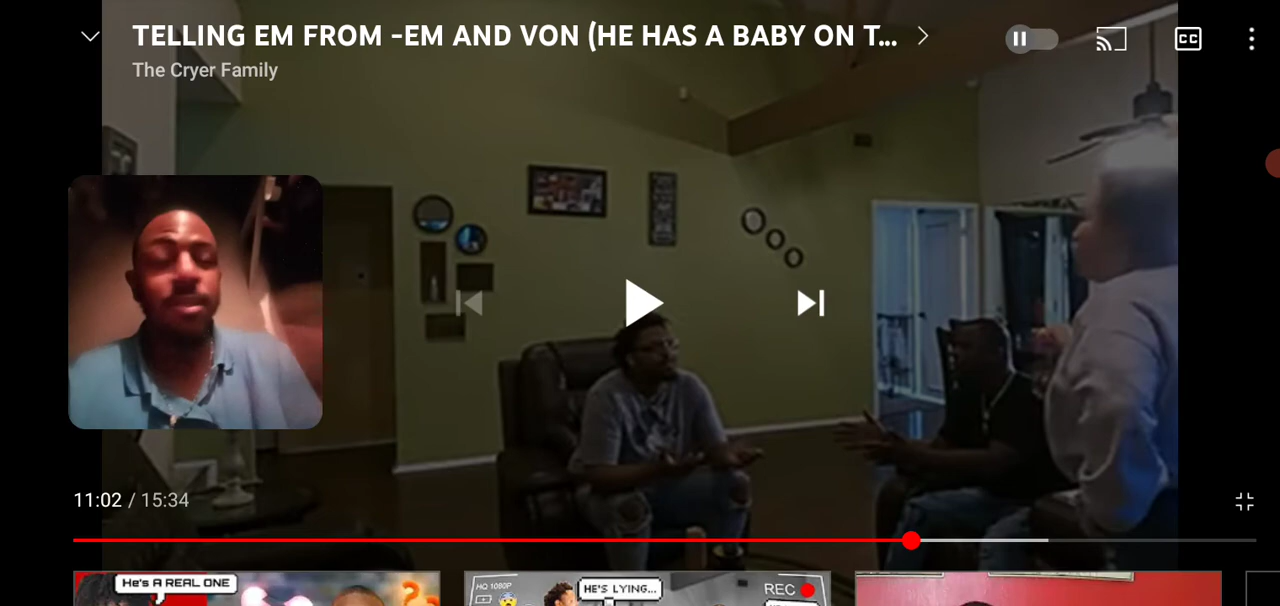 TELLING EM FROM -EM AND VON (HE HAS A BABY ON T...
CC
The Cryer Family
11:02 / 15:34
He's A REAL ONE
HQ 1080P
HE'S LYING...
REC